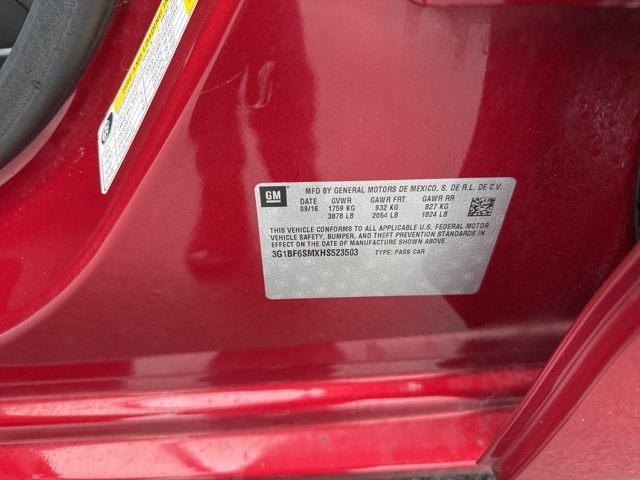 GM
MFD BY GENERAL MOTORS DE MEXICO, S. DE R.L. DE C.V.
DATE GVWR GAWR FRT GAWR RR
09/16 1759 KG 932 KG 827 KG
3878 LB 2054 LB 1824 LB
THIS VEHICLE CONFORMS TO ALL APPLICABLE U.S. FEDERAL MOTOR
VEHICLE SAFETY, BUMPER, AND THEFT PREVENTION STANDARDS
IN EFFECT ON THE DATE OF MANUFACTURE SHOWN ABOVE.
3G1BF6SMXHS523503 TYPE: PASS CAR